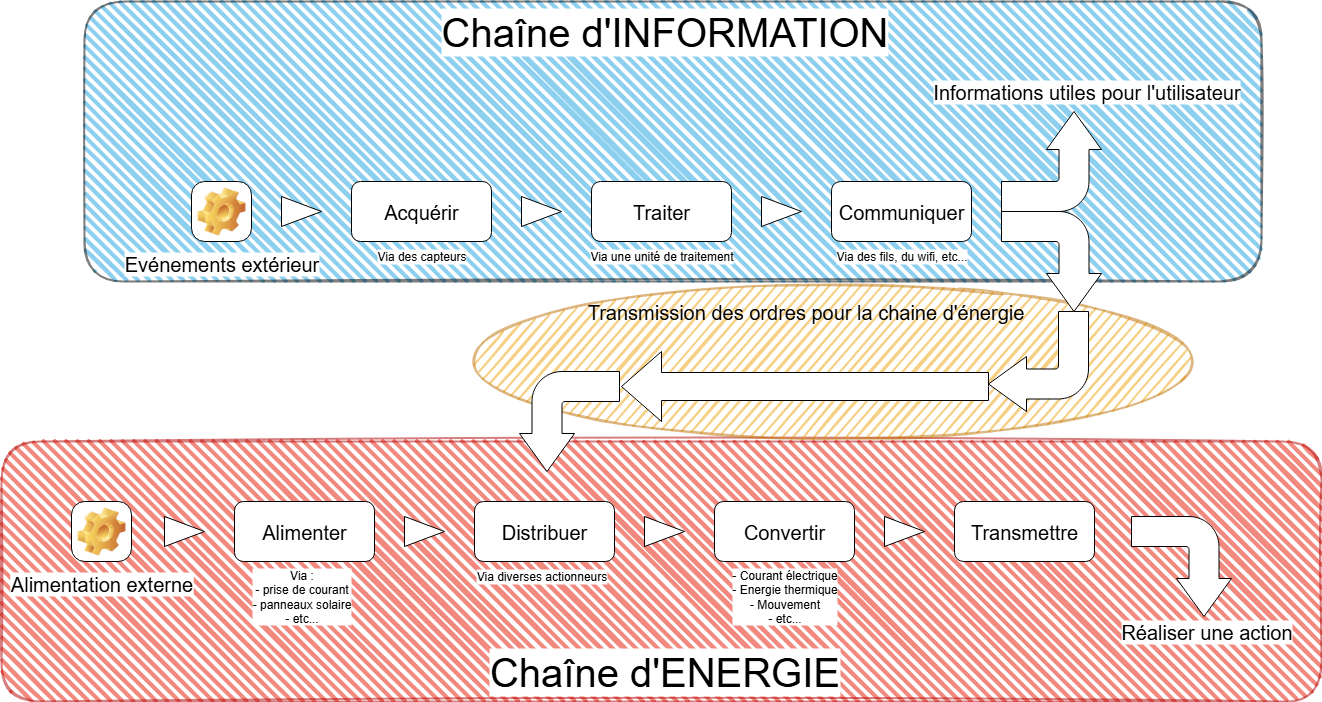 Chaîne d'INFORMATION
Informations utiles pour l'utilisateur
Acquérir
Traiter
Communiquer
Evénements extérieur
Via des capteurs
Via une unité de traitement
Via des fils, du wifi, etc...
Transmission des ordres pour la chaine d'énergie
Alimenter
Distribuer
Convertir
Transmettre
Alimentation externe
Via :
- prise de courant
- panneaux solaire
- etc...
Via diverses actionneurs
- Courant électrique
- Energie thermique
- Mouvement
- etc...
Réaliser une action
Chaîne d'ENERGIE